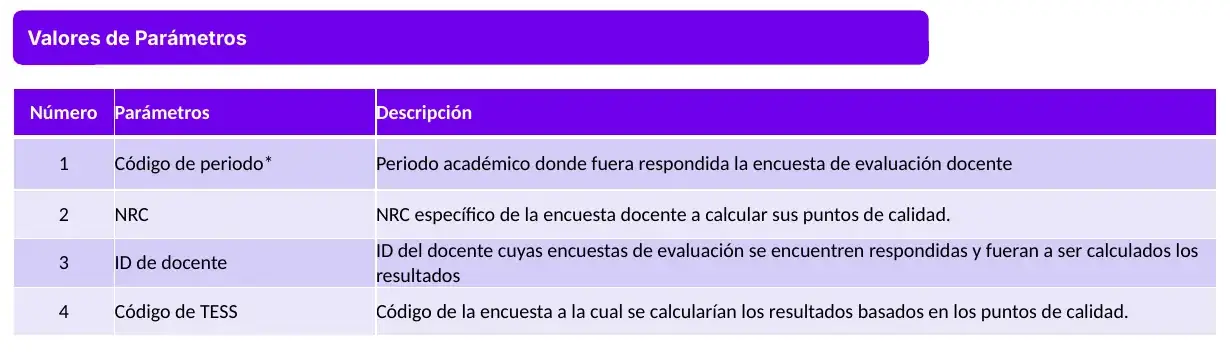 Valores de Parámetros
Número Parámetros Descripción
1 Código de periodo* Periodo académico donde fuera respondida la encuesta de evaluación docente
2 NRC NRC específico de la encuesta docente a calcular sus puntos de calidad.
3 ID de docente ID del docente cuyas encuestas de evaluación se encuentren respondidas y fueran a ser calculados los
resultados
4 Código de TESS Código de la encuesta a la cual se calcularían los resultados basados en los puntos de calidad.